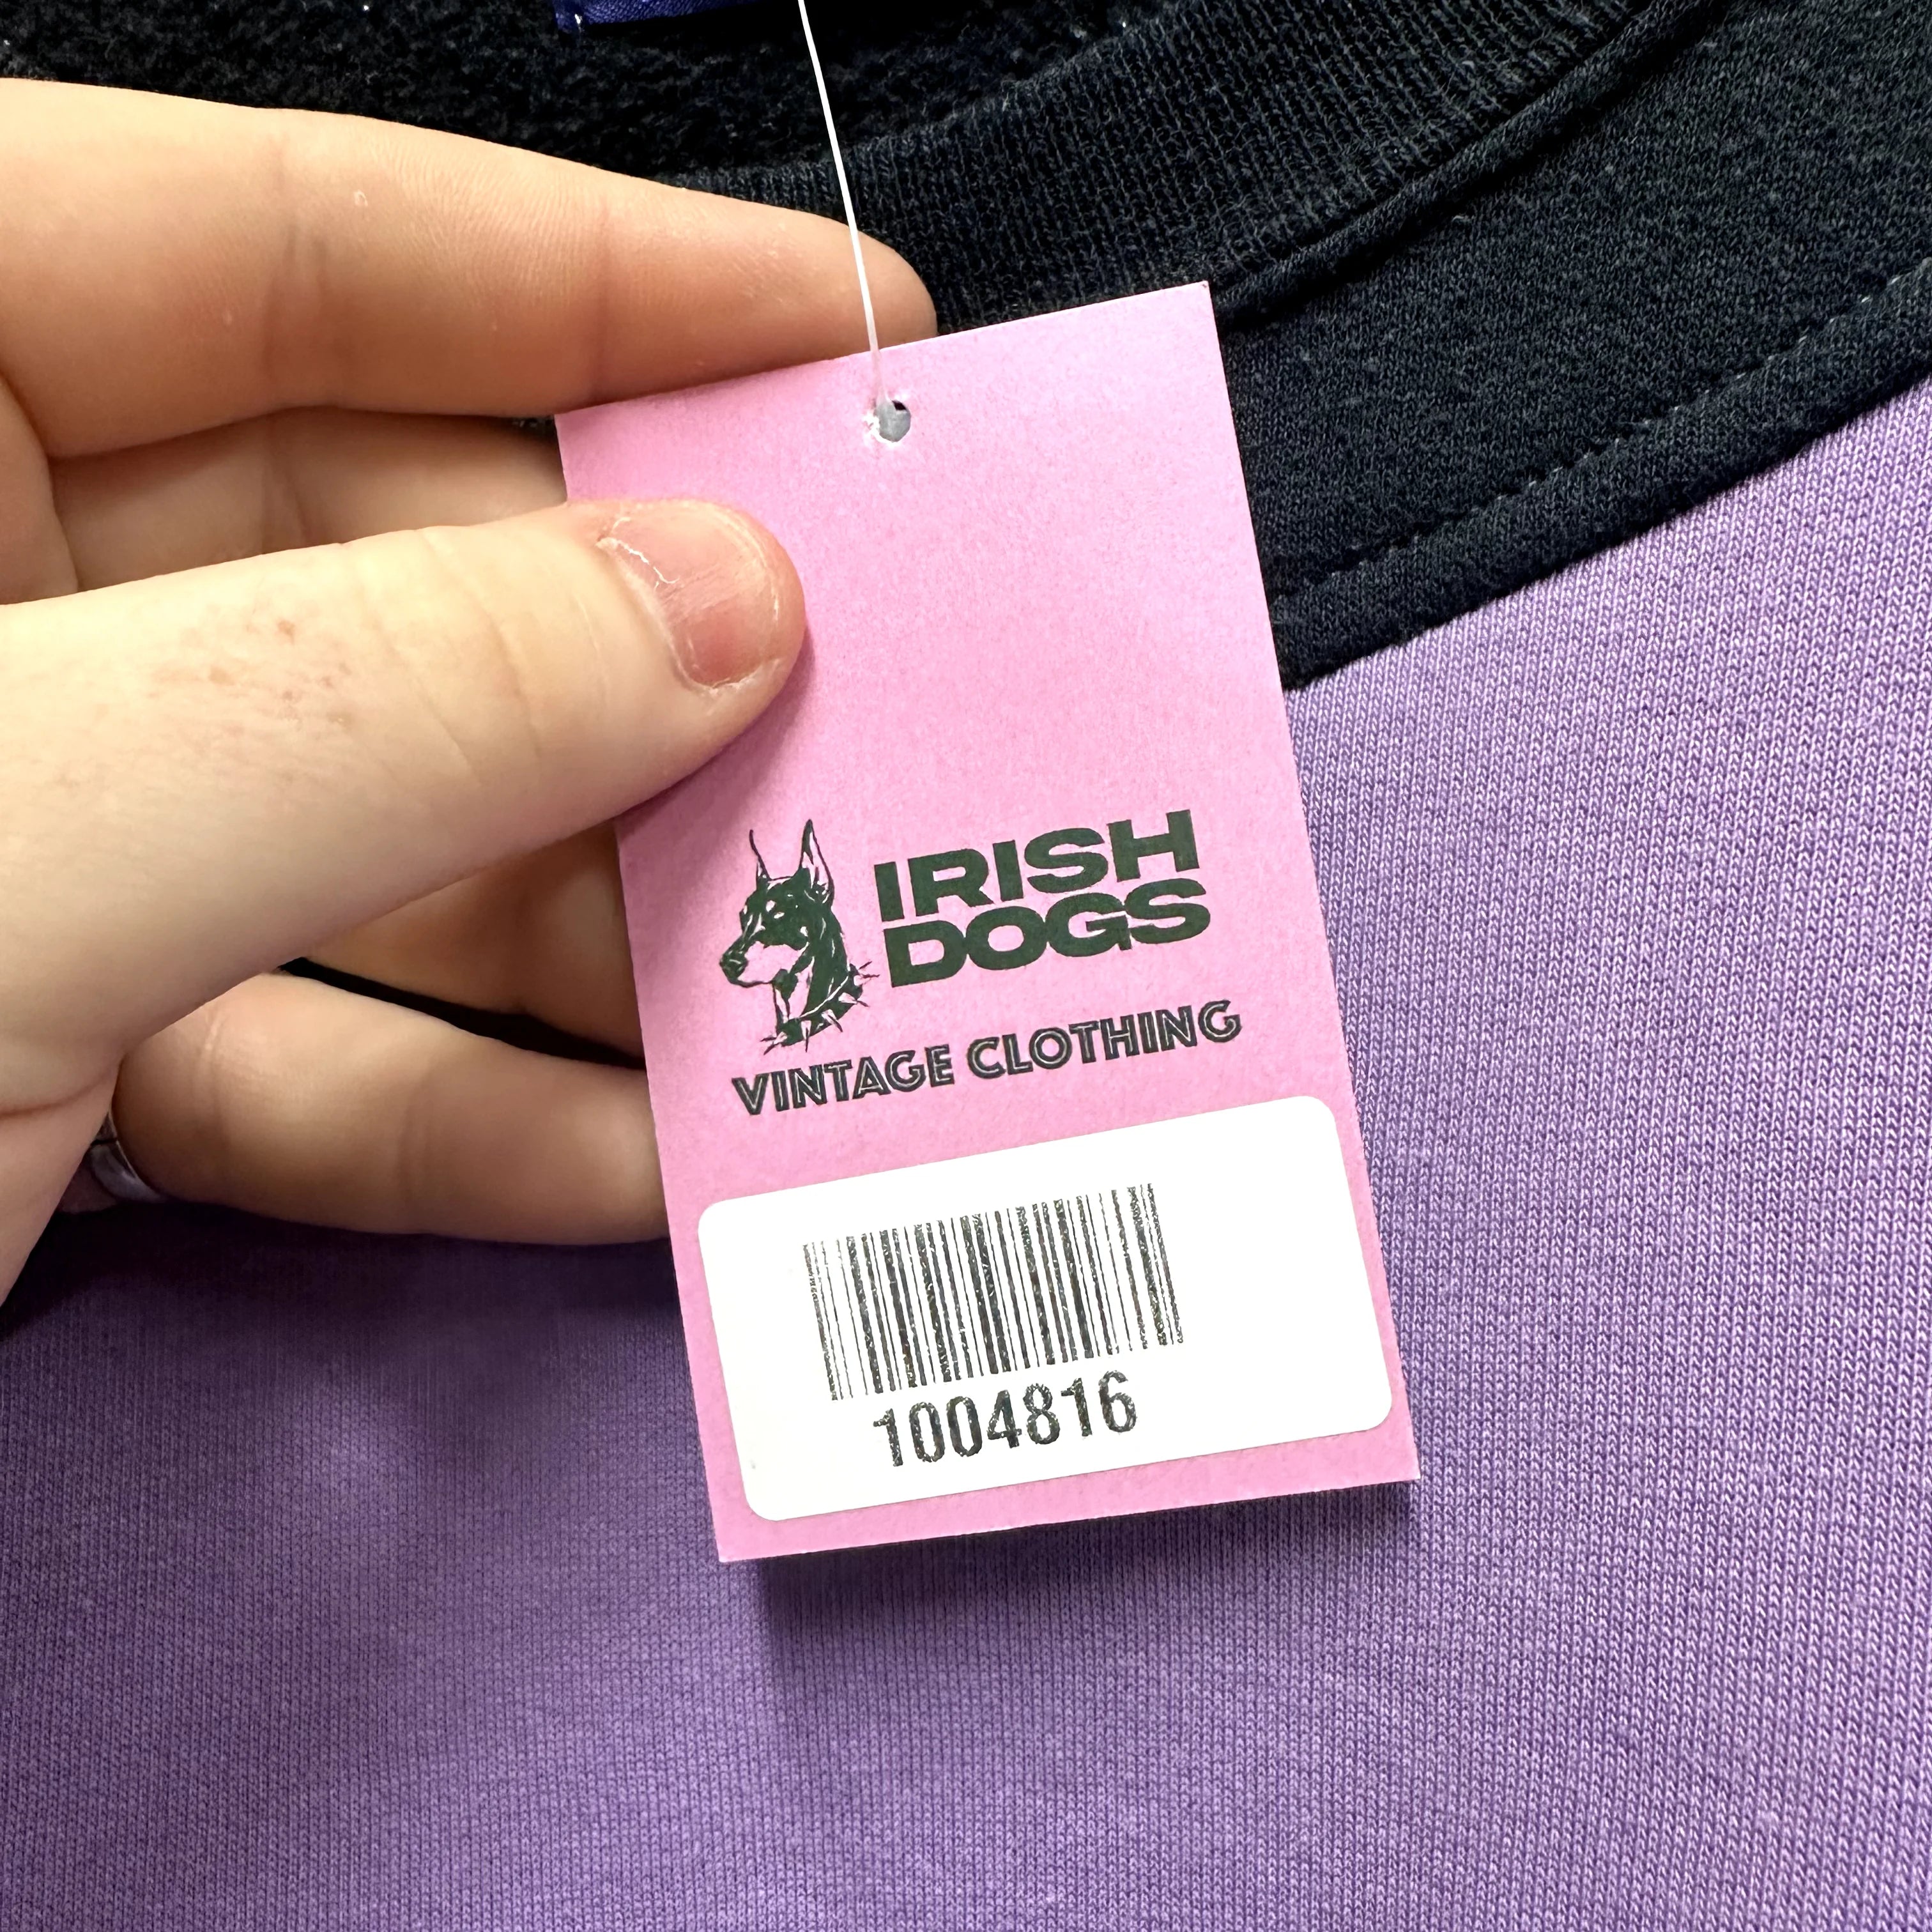 IRISH
DOGS
VINTAGE CLOTHING
1004816